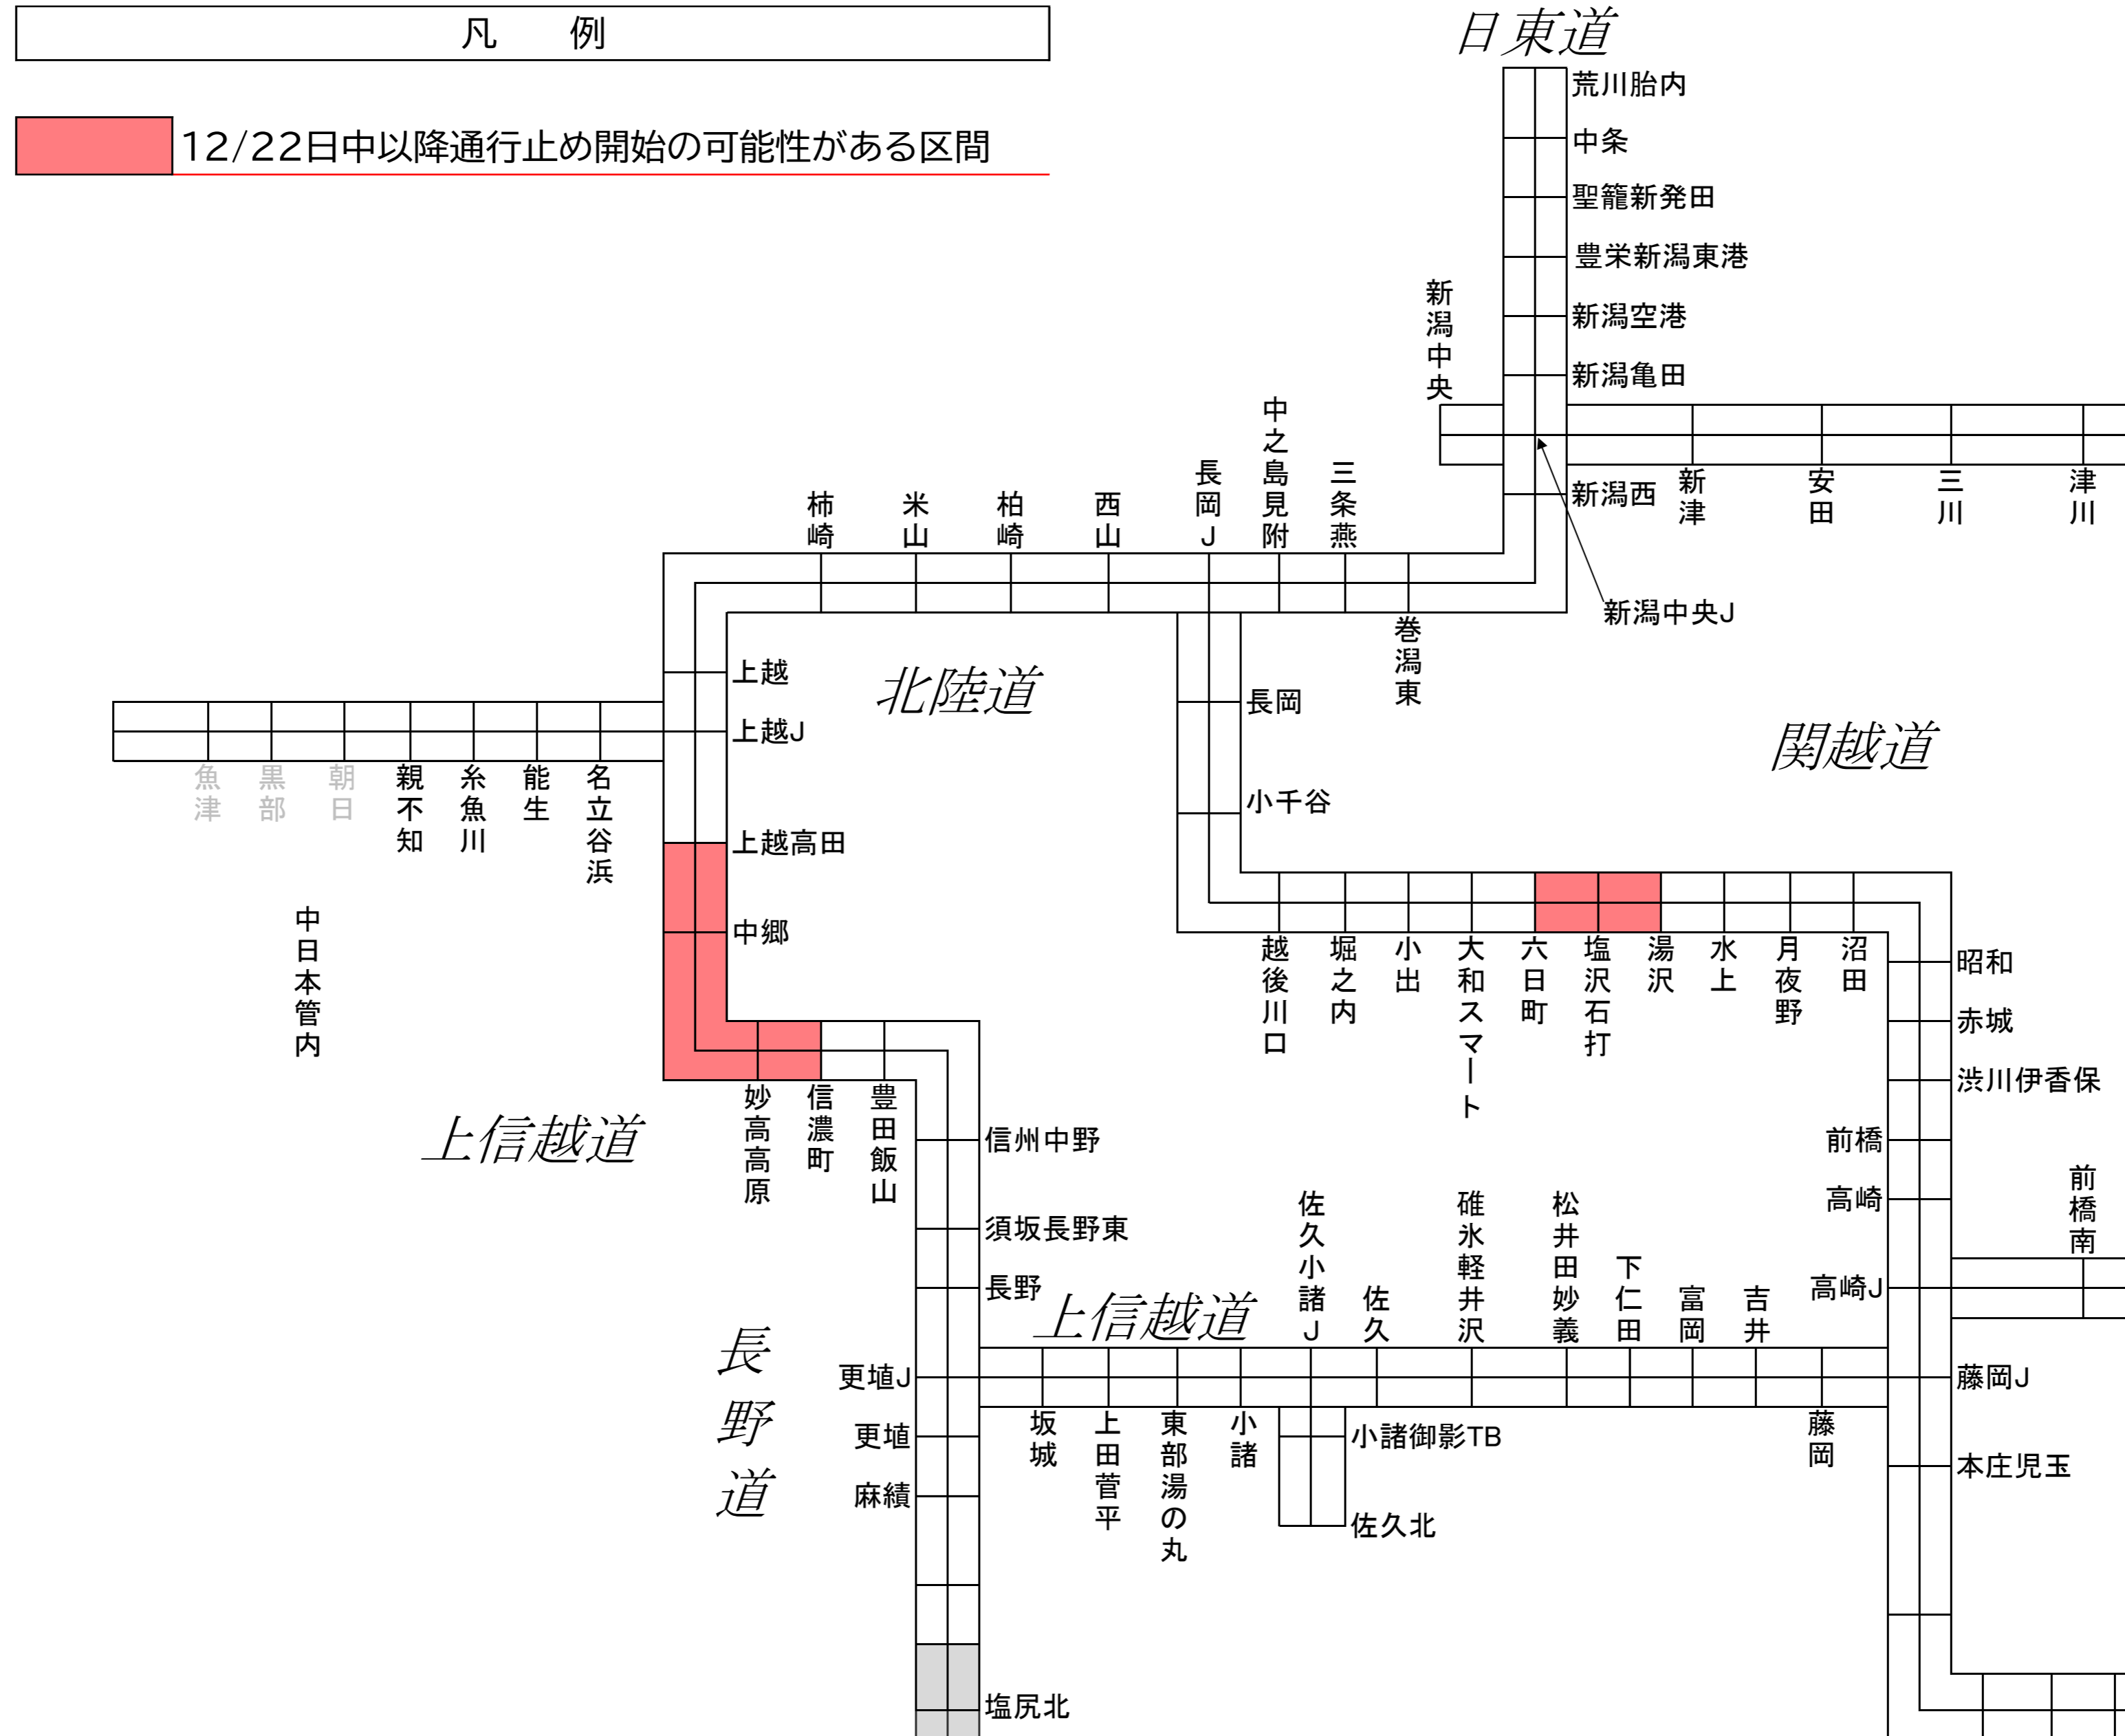 凡 例
12/22日中以降通行止め開始の可能性がある区間
日東道
荒川胎内
中条
聖籠新発田
豊栄新潟東港
新潟空港
新潟亀田
新潟中央
新潟西
新津
安田
三川
津川
新潟中央J
柿崎
米山
柏崎
西山
長岡J
中之島見附
三条燕
巻潟東
北陸道
上越
上越J
上越高田
中郷
魚津
黒部
朝日
親不知
糸魚川
能生
名立谷浜
中日本管内
長岡
小千谷
関越道
越後川口
堀之内
小出
大和スマート
六日町
塩沢石打
湯沢
水上
月夜野
沼田
昭和
赤城
渋川伊香保
前橋
高崎
高崎J
前橋南
藤岡J
本庄児玉
上信越道
妙高高原
信濃町
豊田飯山
信州中野
須坂長野東
長野
上信越道
佐久小諸J
佐久
碓氷軽井沢
松井田妙義
下仁田
富岡
吉井
藤岡
長野道
更埴J
更埴
麻績
坂城
上田菅平
東部湯の丸
小諸
小諸御影TB
佐久北
塩尻北